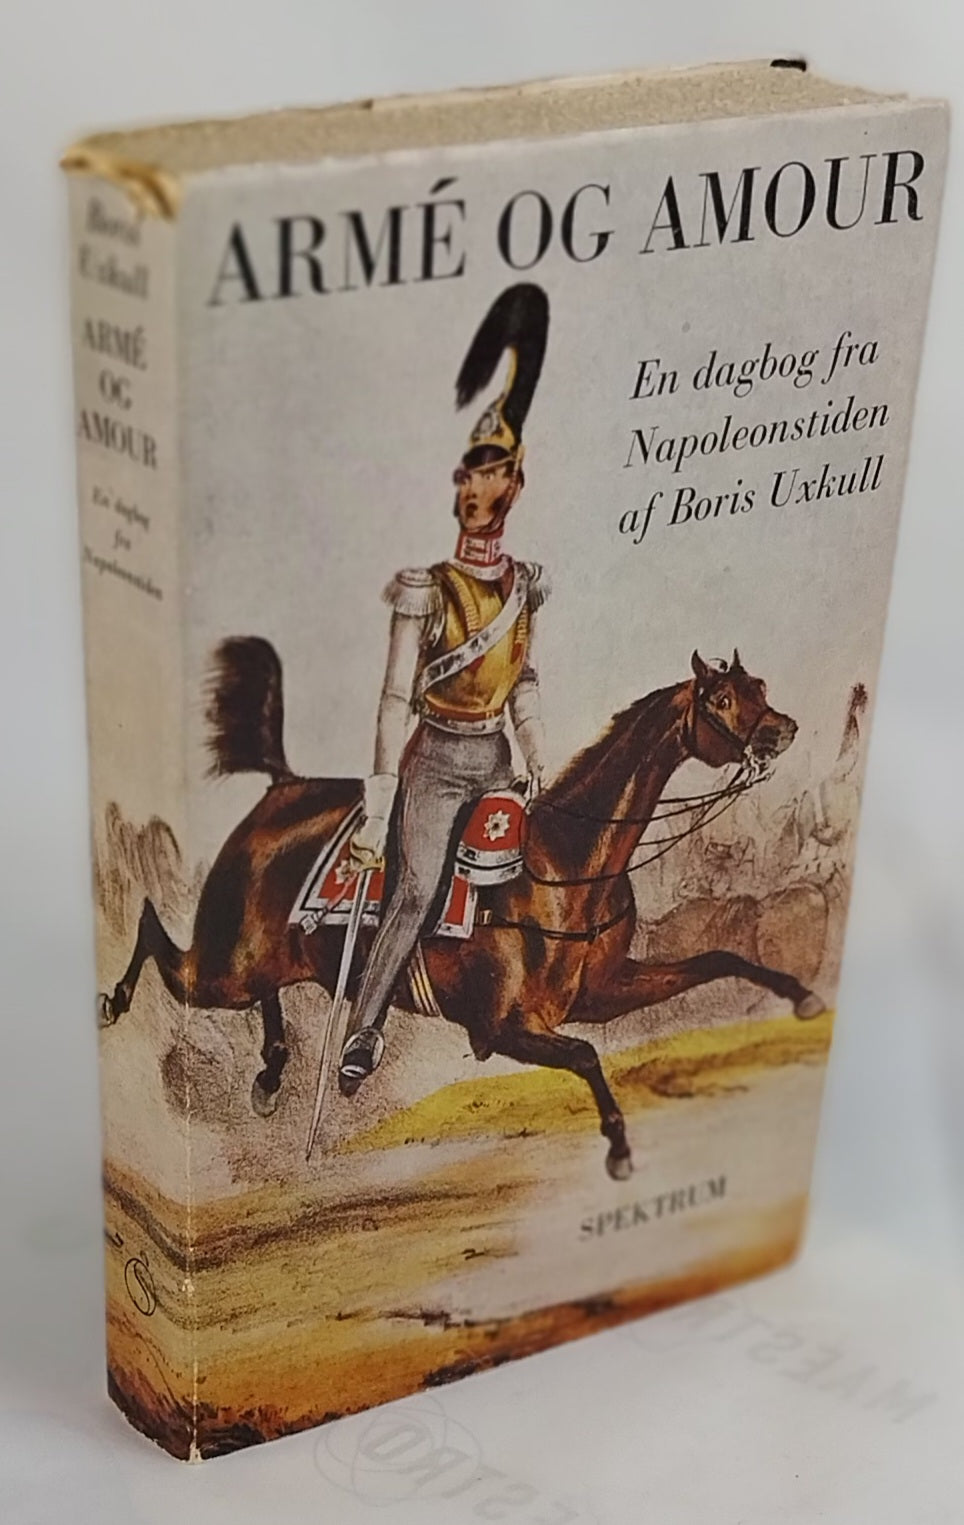 ARMÉ OG AMOUR
En dagbog fra
Napoleonstiden
af Boris Uxkull
SPEKTRUM
Boris
Uxkull
ARMÉ
OG
AMOUR
En dagbog
fra
Napoleonstiden
S
MAESTRO